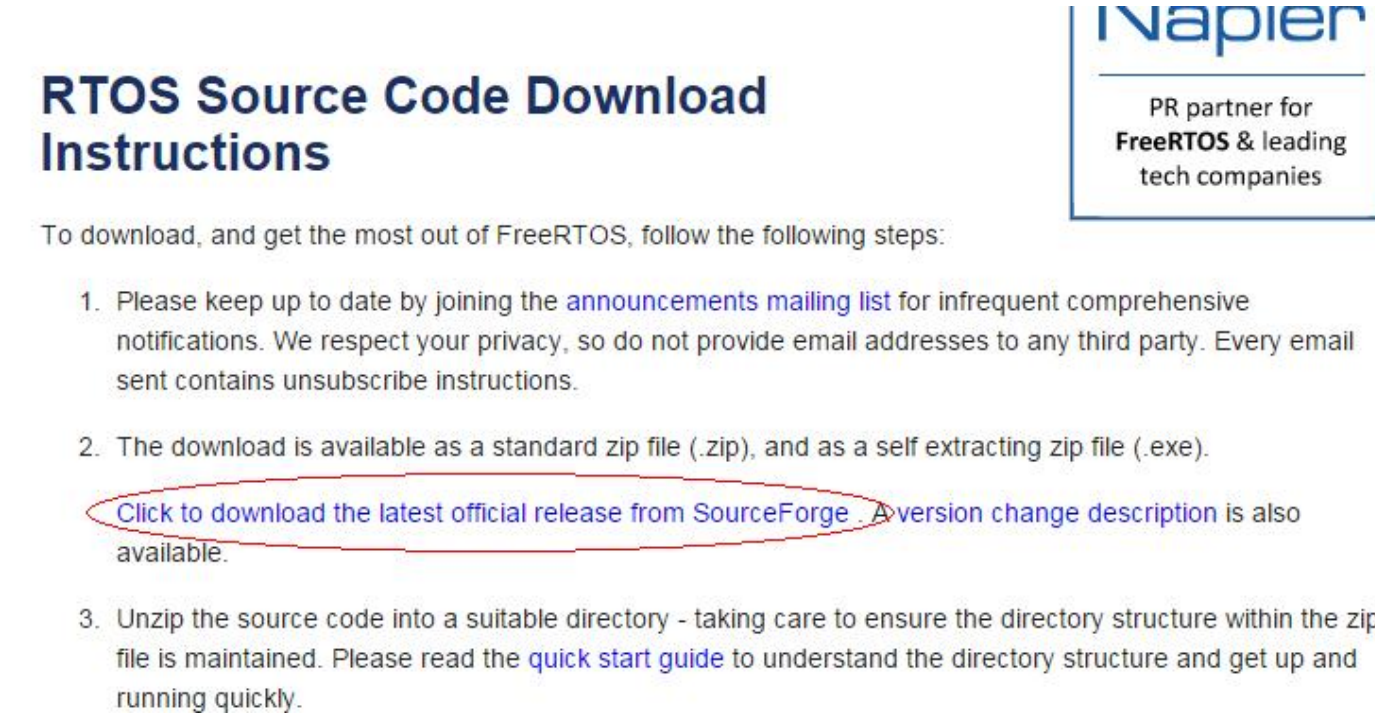 Napier
RTOS Source Code Download
Instructions
PR partner for
FreeRTOS & leading
tech companies
To download, and get the most out of FreeRTOS, follow the following steps:
1. Please keep up to date by joining the announcements mailing list for infrequent comprehensive
notifications. We respect your privacy, so do not provide email addresses to any third party. Every email
sent contains unsubscribe instructions.
2. The download is available as a standard zip file (.zip), and as a self extracting zip file (.exe).
Click to download the latest official release from SourceForge . A version change description is also
available.
3. Unzip the source code into a suitable directory - taking care to ensure the directory structure within the zip
file is maintained. Please read the quick start guide to understand the directory structure and get up and
running quickly.